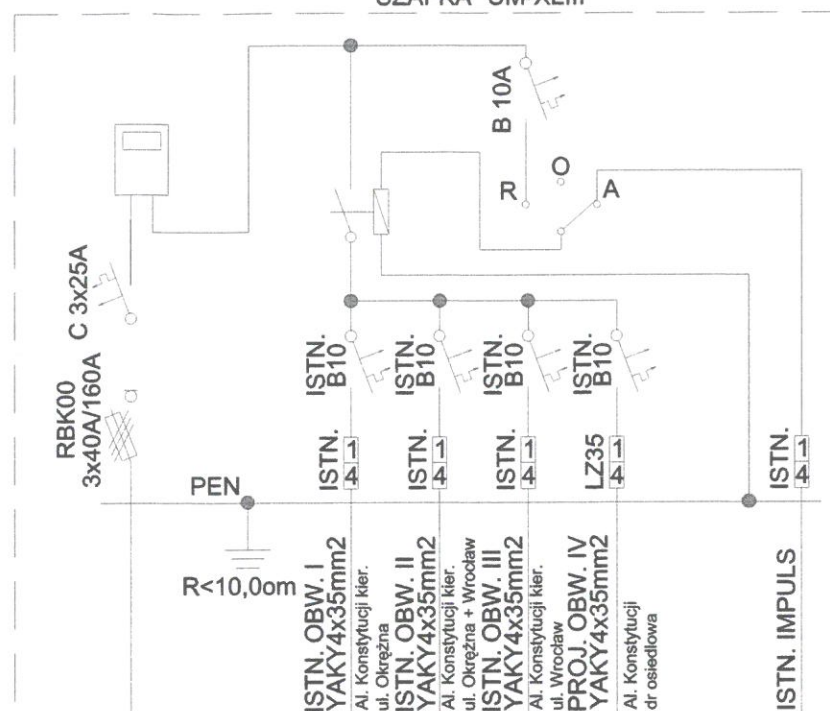 B 10A
O
R
A
C 3x25A
RBK00
3x40A/160A
ISTN.
B10
ISTN.
B10
ISTN.
B10
ISTN.
B10
ISTN.
1
4
ISTN.
1
4
ISTN.
1
4
LZ35
1
4
ISTN.
1
4
PEN
R<10,0om
ISTN. OBW. I
YAKY4x35mm2
Al. Konstytucji kier.
ul. Okrężna
ISTN. OBW. II
YAKY4x35mm2
Al. Konstytucji kier.
ul. Okrężna + Wrocław
ISTN. OBW. III
YAKY4x35mm2
Al. Konstytucji kier.
ul. Wrocław
PROJ. OBW. IV
YAKY4x35mm2
Al. Konstytucji
dr osiedlowa
ISTN. IMPULS